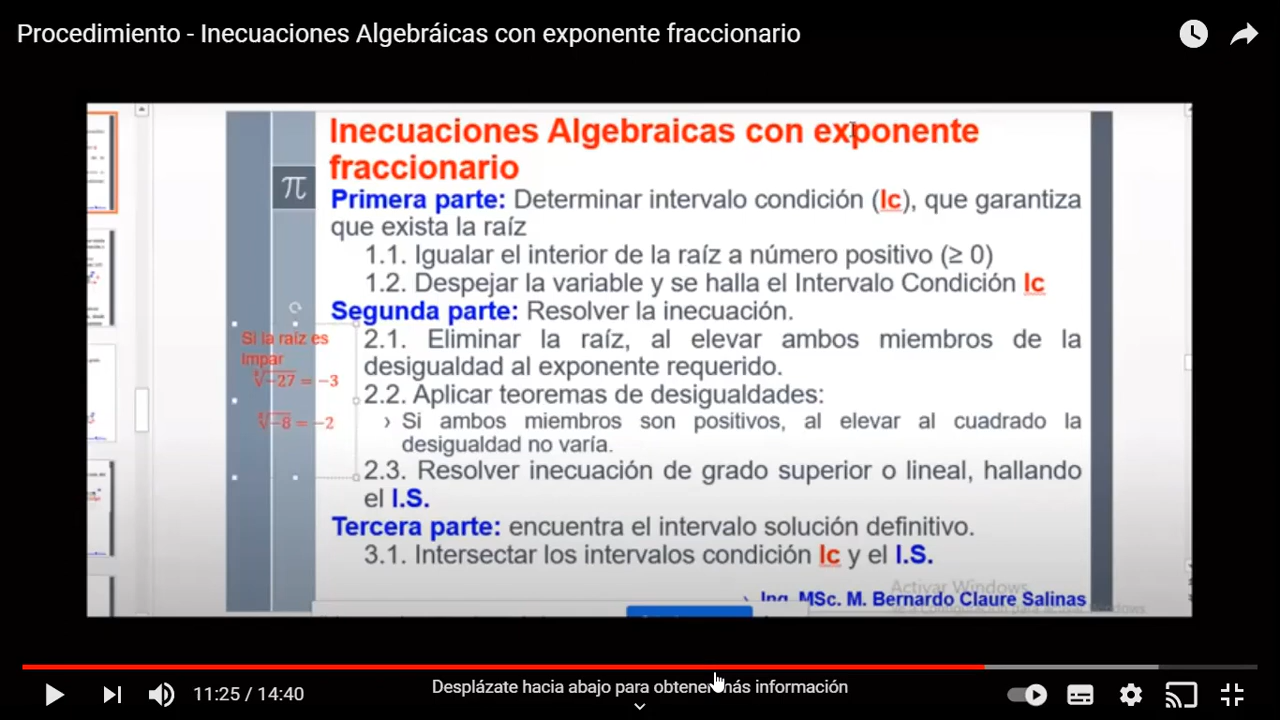 Procedimiento - Inecuaciones Algebráicas con exponente fraccionario
Inecuaciones Algebraicas con exponente
fraccionario
π
Primera parte: Determinar intervalo condición (Ic), que garantiza
que exista la raíz
1.1. Igualar el interior de la raíz a número positivo (≥ 0)
1.2. Despejar la variable y se halla el Intervalo Condición Ic
Segunda parte: Resolver la inecuación.
2.1. Eliminar la raíz, al elevar ambos miembros de la
desigualdad al exponente requerido.
2.2. Aplicar teoremas de desigualdades:
› Si ambos miembros son positivos, al elevar al cuadrado la
desigualdad no varía.
2.3. Resolver inecuación de grado superior o lineal, hallando
el I.S.
Tercera parte: encuentra el intervalo solución definitivo.
3.1. Intersectar los intervalos condición Ic y el I.S.
Si la raíz es
Impar
∛-27 = -3
∛-8 = -2
Activar Windows
Ing. MSc. M. Bernardo Claure Salinas
11:25 / 14:40
Desplázate hacia abajo para obtener más información